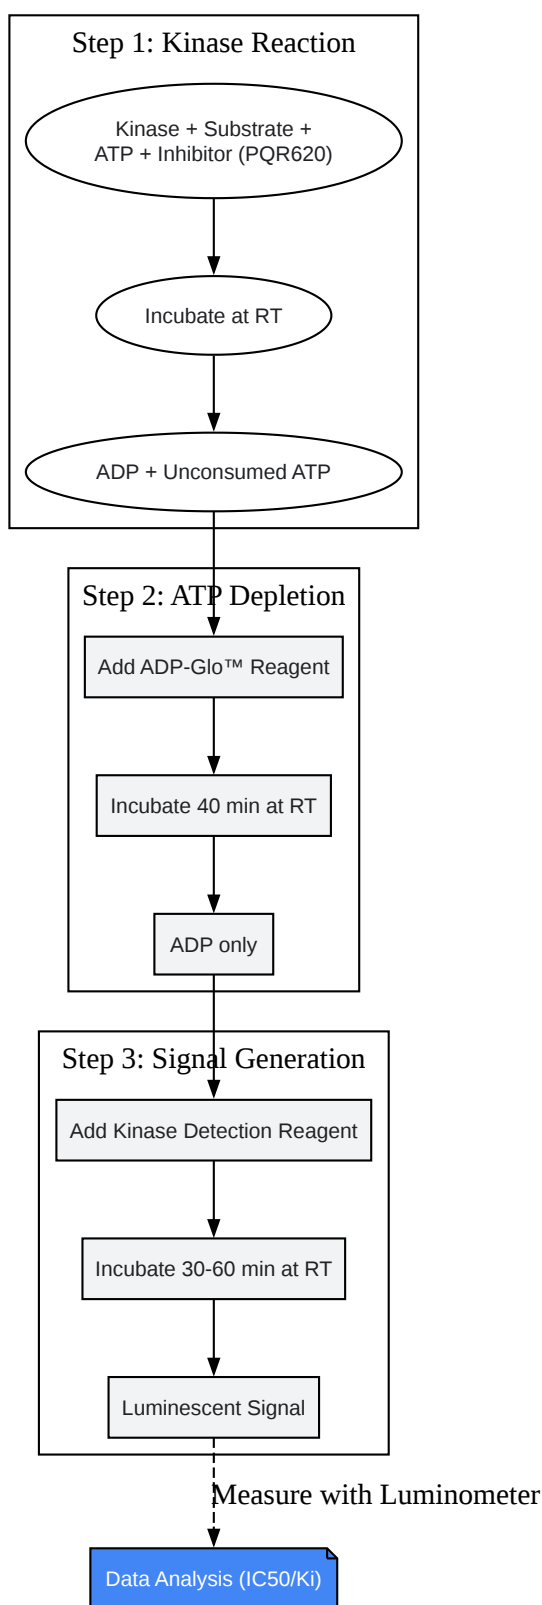 Step 1: Kinase Reaction
Kinase + Substrate +
ATP + Inhibitor (PQR620)
Incubate at RT
ADP + Unconsumed ATP
Step 2: ATP Depletion
Add ADP-Glo™ Reagent
Incubate 40 min at RT
ADP only
Step 3: Signal Generation
Add Kinase Detection Reagent
Incubate 30-60 min at RT
Luminescent Signal
Measure with Luminometer
Data Analysis (IC50/Ki)